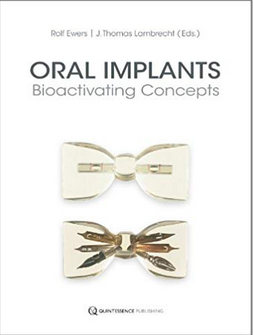 Rolf Ewers | J. Thomas Lambrecht (Eds.)
ORAL IMPLANTS
Bioactivating Concepts
QUINTESSENCE PUBLISHING